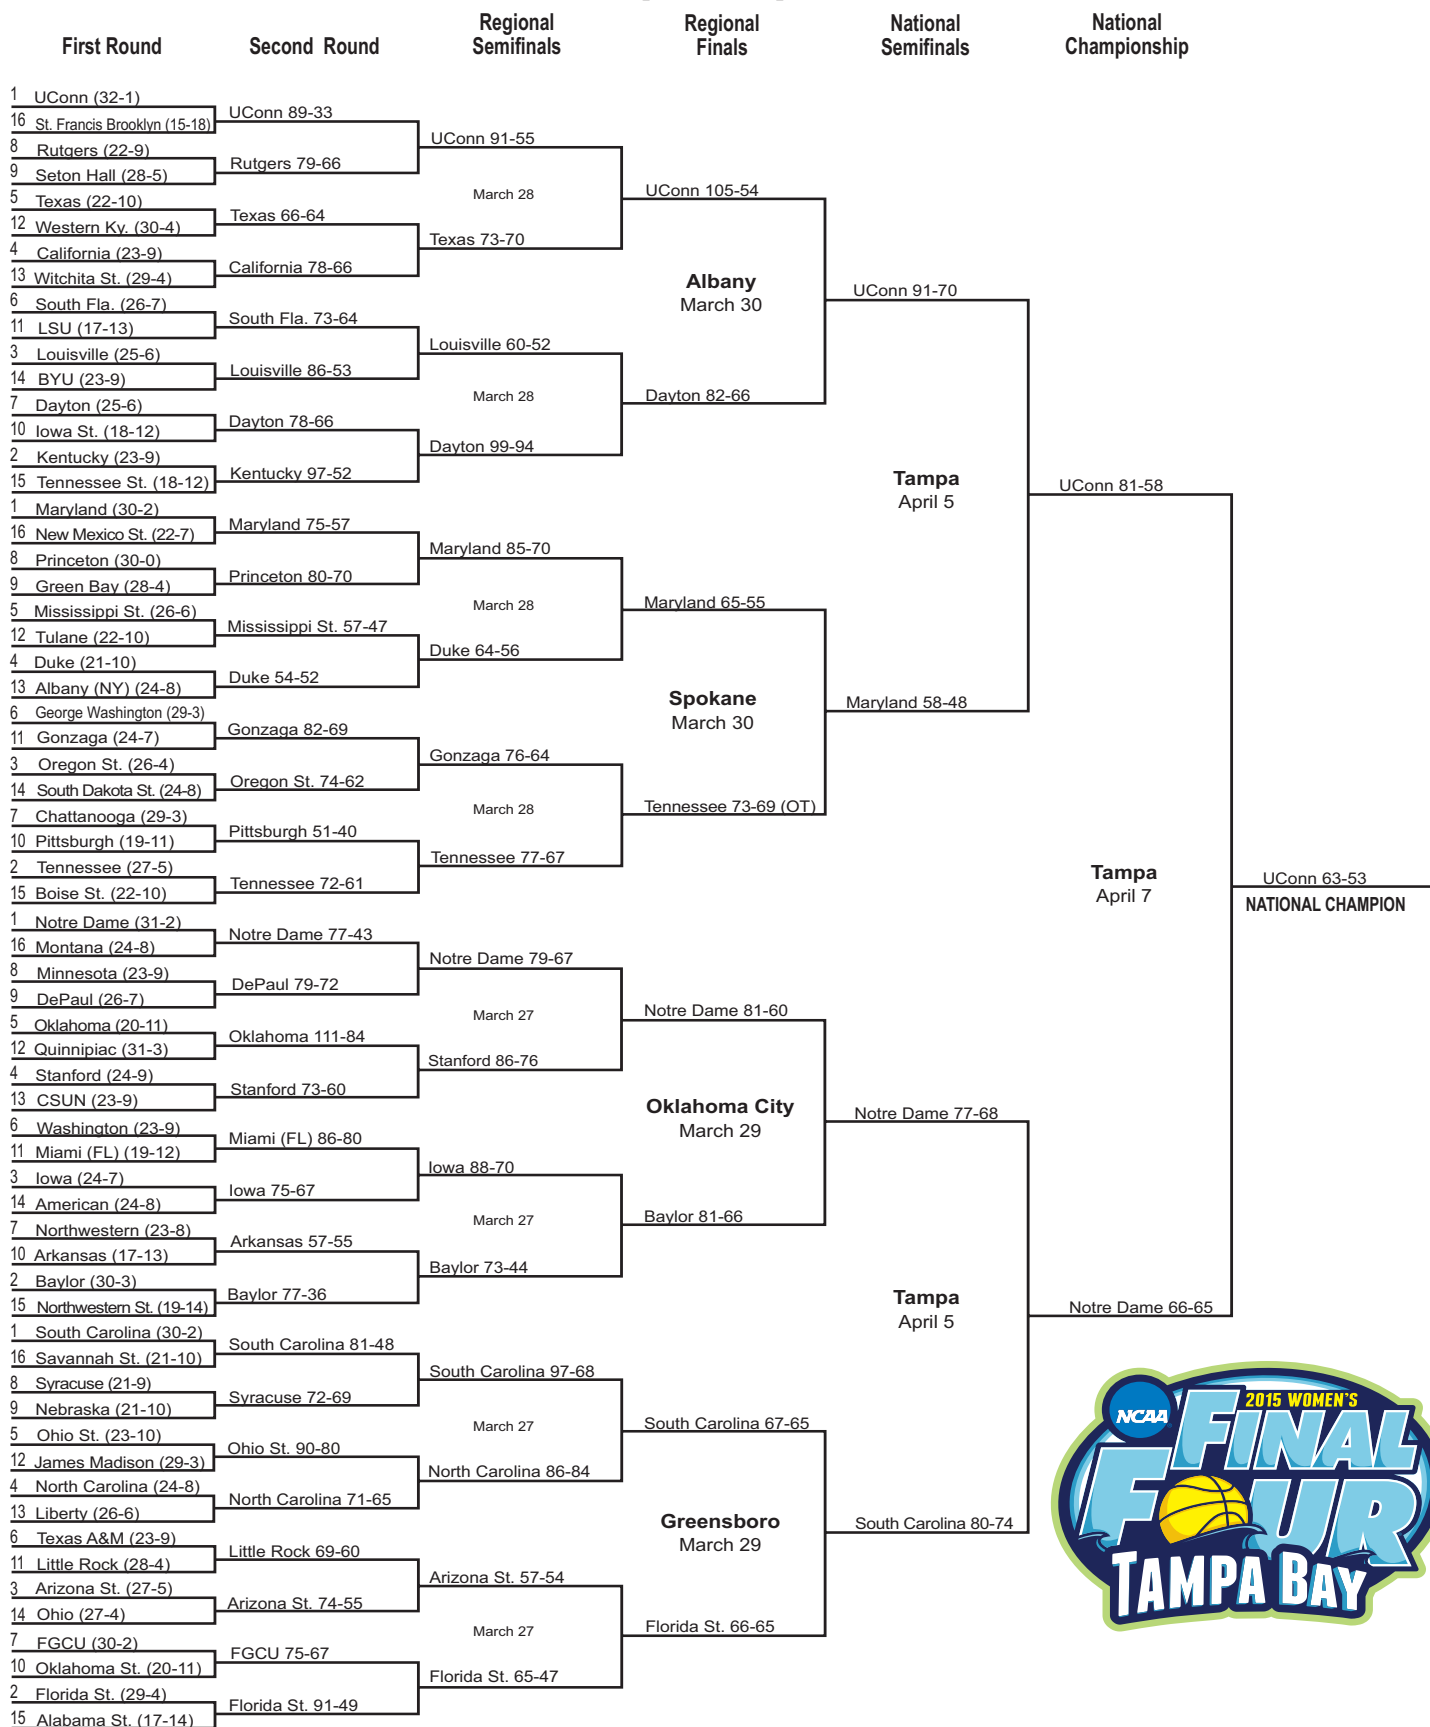 First Round
Second Round
Regional
Semifinals
Regional
Finals
National
Semifinals
National
Championship
1 UConn (32-1)
16 St. Francis Brooklyn (15-18)
8 Rutgers (22-9)
9 Seton Hall (28-5)
5 Texas (22-10)
12 Western Ky. (30-4)
4 California (23-9)
13 Witchita St. (29-4)
6 South Fla. (26-7)
11 LSU (17-13)
3 Louisville (25-6)
14 BYU (23-9)
7 Dayton (25-6)
10 Iowa St. (18-12)
2 Kentucky (23-9)
15 Tennessee St. (18-12)
1 Maryland (30-2)
16 New Mexico St. (22-7)
8 Princeton (30-0)
9 Green Bay (28-4)
5 Mississippi St. (26-6)
12 Tulane (22-10)
4 Duke (21-10)
13 Albany (NY) (24-8)
6 George Washington (29-3)
11 Gonzaga (24-7)
3 Oregon St. (26-4)
14 South Dakota St. (24-8)
7 Chattanooga (29-3)
10 Pittsburgh (19-11)
2 Tennessee (27-5)
15 Boise St. (22-10)
1 Notre Dame (31-2)
16 Montana (24-8)
8 Minnesota (23-9)
9 DePaul (26-7)
5 Oklahoma (20-11)
12 Quinnipiac (31-3)
4 Stanford (24-9)
13 CSUN (23-9)
6 Washington (23-9)
11 Miami (FL) (19-12)
3 Iowa (24-7)
14 American (24-8)
7 Northwestern (23-8)
10 Arkansas (17-13)
2 Baylor (30-3)
15 Northwestern St. (19-14)
1 South Carolina (30-2)
16 Savannah St. (21-10)
8 Syracuse (21-9)
9 Nebraska (21-10)
5 Ohio St. (23-10)
12 James Madison (29-3)
4 North Carolina (24-8)
13 Liberty (26-6)
6 Texas A&M (23-9)
11 Little Rock (28-4)
3 Arizona St. (27-5)
14 Ohio (27-4)
7 FGCU (30-2)
10 Oklahoma St. (20-11)
2 Florida St. (29-4)
15 Alabama St. (17-14)
UConn 89-33
Rutgers 79-66
Texas 66-64
California 78-66
South Fla. 73-64
Louisville 86-53
Dayton 78-66
Kentucky 97-52
Maryland 75-57
Princeton 80-70
Mississippi St. 57-47
Duke 54-52
Gonzaga 82-69
Oregon St. 74-62
Pittsburgh 51-40
Tennessee 72-61
Notre Dame 77-43
DePaul 79-72
Oklahoma 111-84
Stanford 73-60
Miami (FL) 86-80
Iowa 75-67
Arkansas 57-55
Baylor 77-36
South Carolina 81-48
Syracuse 72-69
Ohio St. 90-80
North Carolina 71-65
Little Rock 69-60
Arizona St. 74-55
FGCU 75-67
Florida St. 91-49
UConn 91-55
March 28
Texas 73-70
Louisville 60-52
March 28
Dayton 99-94
Maryland 85-70
March 28
Duke 64-56
Gonzaga 76-64
March 28
Tennessee 77-67
Notre Dame 79-67
March 27
Stanford 86-76
Iowa 88-70
March 27
Baylor 73-44
South Carolina 97-68
March 27
North Carolina 86-84
Arizona St. 57-54
March 27
Florida St. 65-47
UConn 105-54
Albany
March 30
Dayton 82-66
Maryland 65-55
Spokane
March 30
Tennessee 73-69 (OT)
Notre Dame 81-60
Oklahoma City
March 29
Baylor 81-66
South Carolina 67-65
Greensboro
March 29
Florida St. 66-65
UConn 91-70
Tampa
April 5
Maryland 58-48
Notre Dame 77-68
Tampa
April 5
South Carolina 80-74
UConn 81-58
Tampa
April 7
Notre Dame 66-65
UConn 63-53
NATIONAL CHAMPION
NCAA
2015 WOMEN'S
FINAL
FOUR
TAMPA BAY